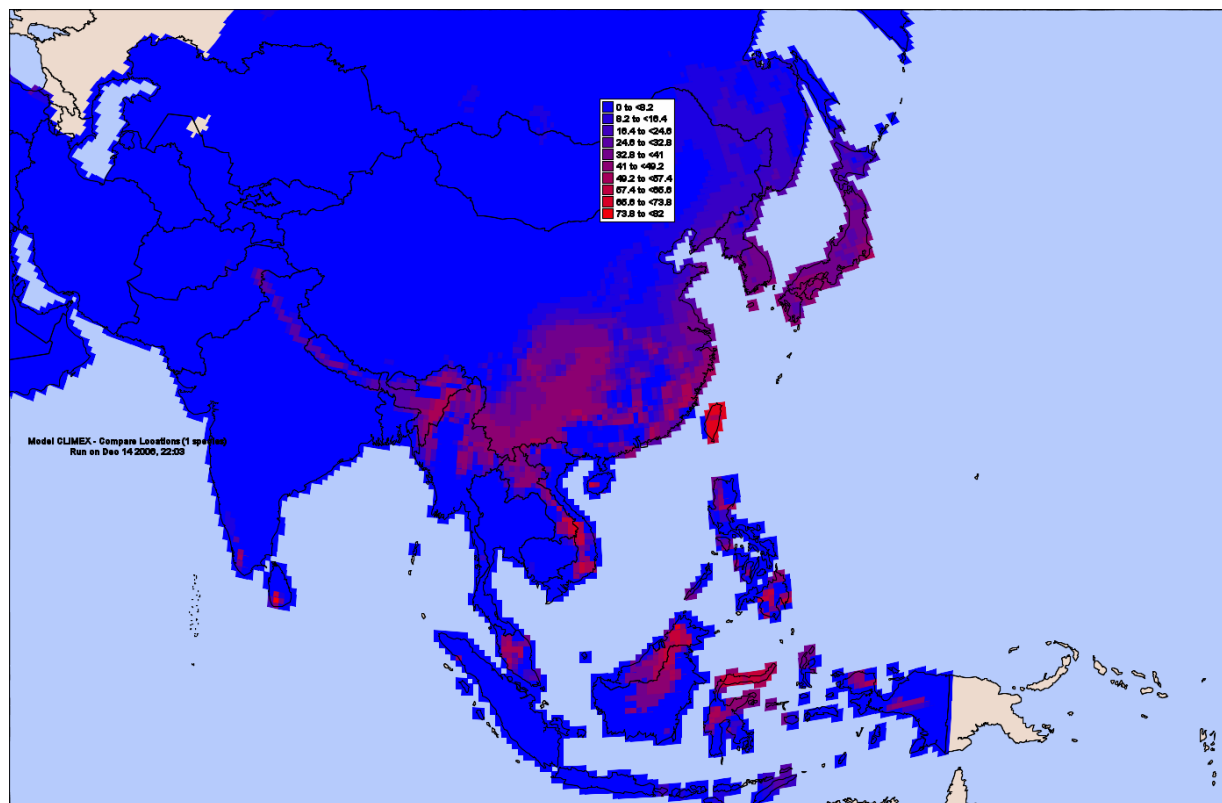 0 to <8.2
8.2 to <16.4
16.4 to <24.6
24.6 to <32.8
32.8 to <41
41 to <49.2
49.2 to <57.4
57.4 to <65.6
65.6 to <73.8
73.8 to <82
Model CLIMEX - Compare Locations (1 species)
Run on Dec 14 2006, 22:03